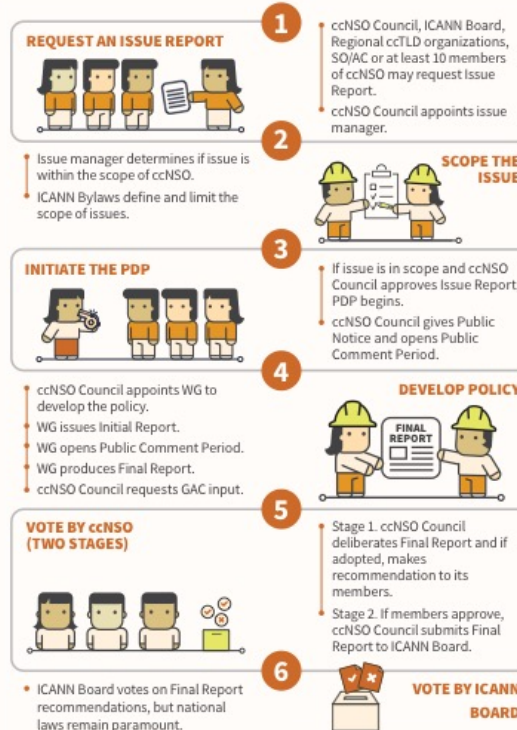 1
REQUEST AN ISSUE REPORT
ccNSO Council, ICANN Board,
Regional ccTLD organizations,
SO/AC or at least 10 members
of ccNSO may request Issue
Report.
ccNSO Council appoints issue
manager.
2
SCOPE THE
ISSUE
Issue manager determines if issue is
within the scope of ccNSO.
ICANN Bylaws define and limit the
scope of issues.
3
INITIATE THE PDP
If issue is in scope and ccNSO
Council approves Issue Report
PDP begins.
ccNSO Council gives Public
Notice and opens Public
Comment Period.
4
DEVELOP POLICY
ccNSO Council appoints WG to
develop the policy.
WG issues Initial Report.
WG opens Public Comment Period.
WG produces Final Report.
ccNSO Council requests GAC input.
FINAL
REPORT
5
VOTE BY ccNSO
(TWO STAGES)
Stage 1. ccNSO Council
deliberates Final Report and if
adopted, makes
recommendation to its
members.
Stage 2. If members approve,
ccNSO Council submits Final
Report to ICANN Board.
6
VOTE BY ICANN
BOARD
ICANN Board votes on Final Report
recommendations, but national
laws remain paramount.